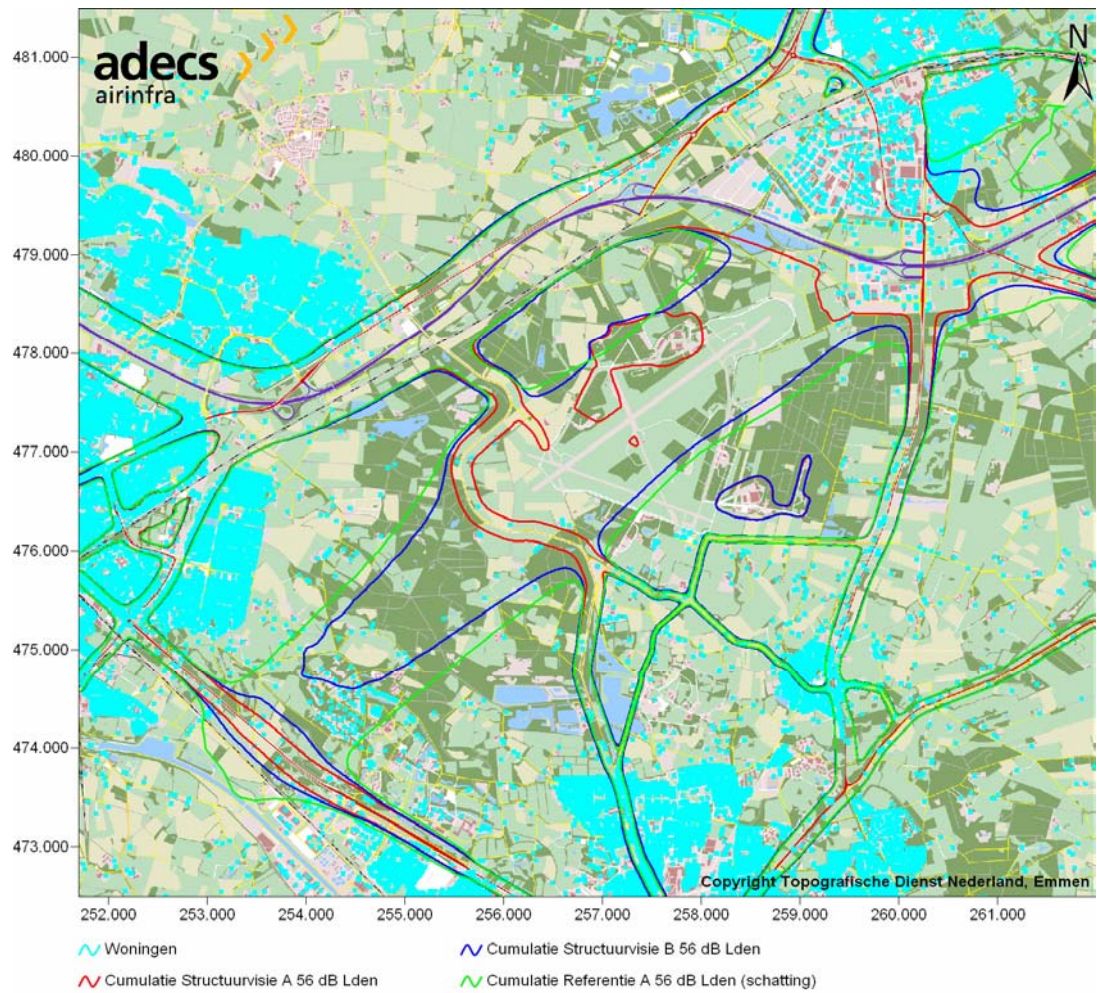 adecs
airinfra
N
481.000
480.000
479.000
478.000
477.000
476.000
475.000
474.000
473.000
Copyright Topografische Dienst Nederland, Emmen
252.000 253.000 254.000 255.000 256.000 257.000 258.000 259.000 260.000 261.000
Woningen
Cumulatie Structuurvisie B 56 dB Lden
Cumulatie Structuurvisie A 56 dB Lden
Cumulatie Referentie A 56 dB Lden (schatting)